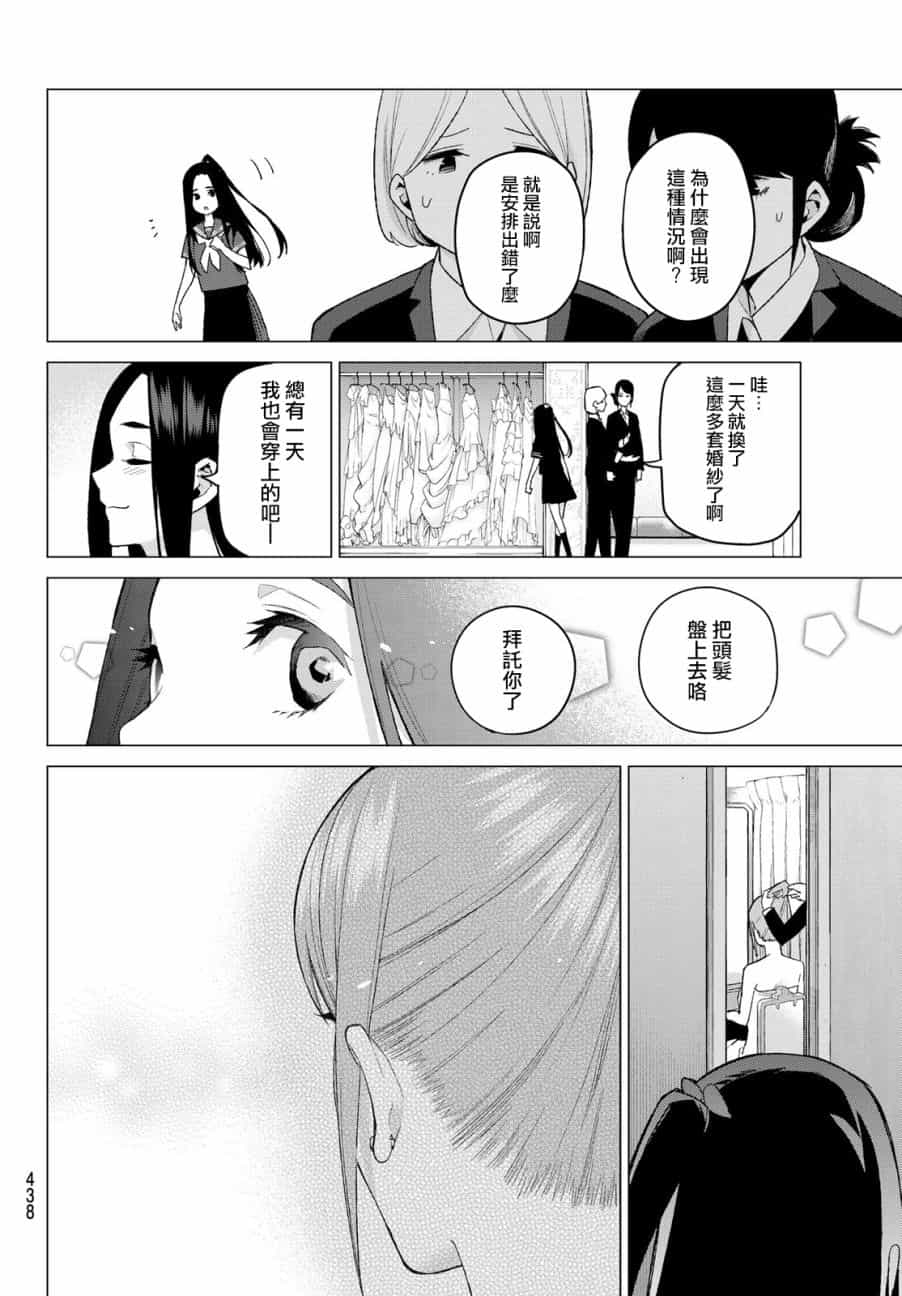 為什麼會出現
這種情況啊?
就是說啊
是安排出錯了麼
哇…
一天就換了
這麼多套婚紗了啊
總有一天
我也會穿上的吧—
把頭髮
盤上去咯
拜託你了
438